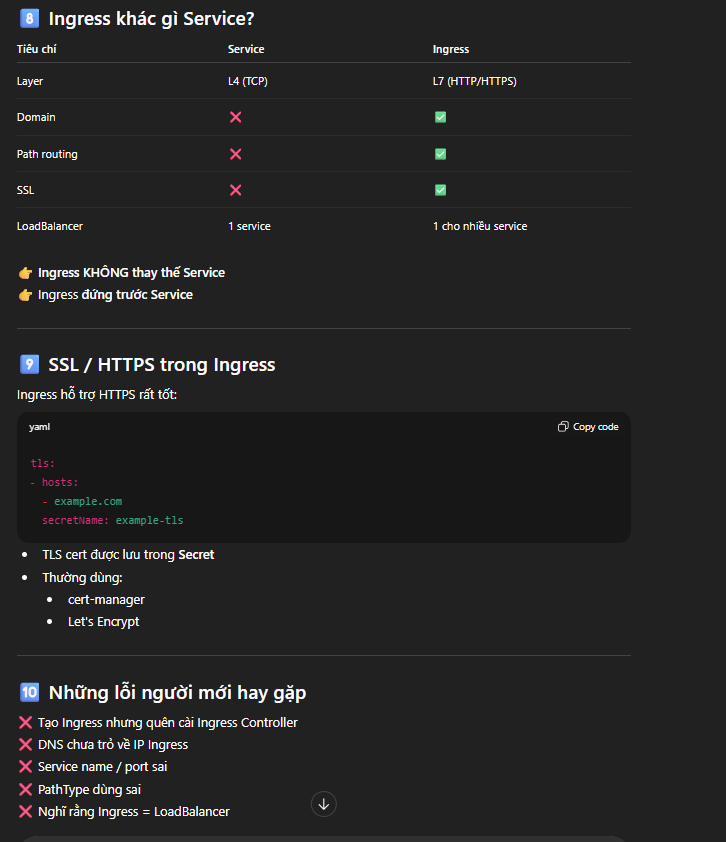 8 Ingress khác gì Service?
Tiêu chí Service Ingress
Layer L4 (TCP) L7 (HTTP/HTTPS)
Domain ❌ ✅
Path routing ❌ ✅
SSL ❌ ✅
LoadBalancer 1 service 1 cho nhiều service
👉 Ingress KHÔNG thay thế Service
👉 Ingress đứng trước Service
9 SSL / HTTPS trong Ingress
Ingress hỗ trợ HTTPS rất tốt:
yaml Copy code
tls:
- hosts:
- example.com
secretName: example-tls
• TLS cert được lưu trong Secret
• Thường dùng:
• cert-manager
• Let's Encrypt
10 Những lỗi người mới hay gặp
❌ Tạo Ingress nhưng quên cài Ingress Controller
❌ DNS chưa trỏ về IP Ingress
❌ Service name / port sai
❌ PathType dùng sai
❌ Nghĩ rằng Ingress = LoadBalancer